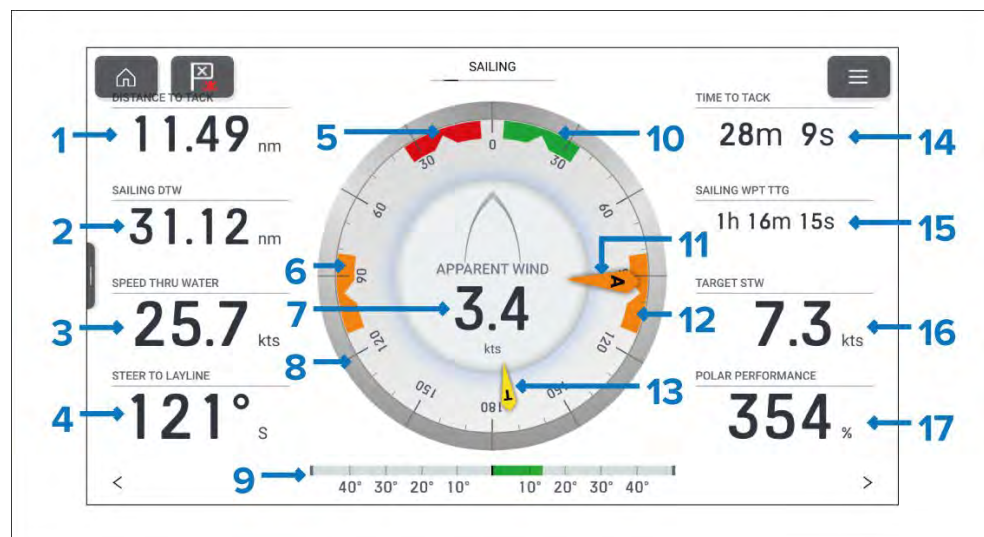 SAILING
DISTANCE TO TACK
1 11.49 nm
SAILING DTW
2 31.12 nm
SPEED THRU WATER
3 25.7 kts
STEER TO LAYLINE
4 121° S
5
6
7
8
9
0
30
30
60
60
90
120
120
150
150
180
APPARENT WIND
3.4
kts
A
T
40° 30° 20° 10° 10° 20° 30° 40°
10
11
12
13
TIME TO TACK
28m 9s 14
SAILING WPT TTG
1h 16m 15s 15
TARGET STW
7.3 kts 16
POLAR PERFORMANCE
354 % 17
< >